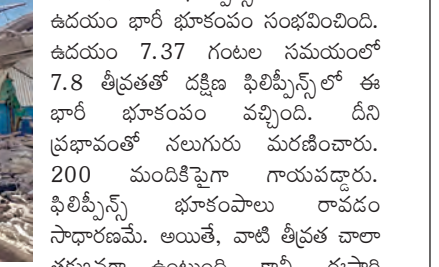 ఉదయం భారీ భూకంపం సంభవించింది.
ఉదయం 7.37 గంటల సమయంలో
7.8 తీవ్రతతో దక్షిణ ఫిలిప్పీన్స్‌లో ఈ
భారీ భూకంపం వచ్చింది. దీని
ప్రభావంతో నలుగురు మరణించారు.
200 మందికిపైగా గాయపడ్డారు.
ఫిలిప్పీన్స్ భూకంపాలు రావడం
సాధారణమే. అయితే, వాటి తీవ్రత చాలా